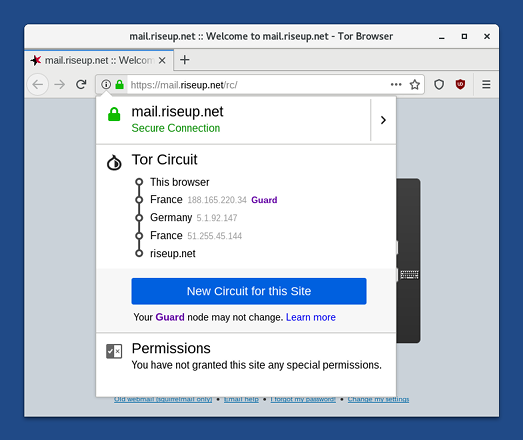 mail.riseup.net :: Welcome to mail.riseup.net - Tor Browser
mail.riseup.net :: Welcom
https://mail.riseup.net/rc/
mail.riseup.net
Secure Connection
Tor Circuit
This browser
France 188.165.220.34 Guard
Germany 5.1.92.147
France 51.255.45.144
riseup.net
New Circuit for this Site
Your Guard node may not change. Learn more
Permissions
You have not granted this site any special permissions.
Old webmail (squirrelmail only) • Email help • I forgot my password! • Change my settings